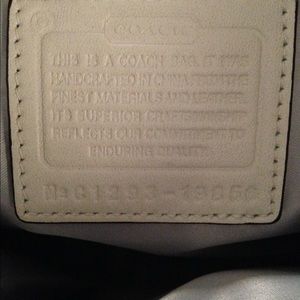 COACH
THIS IS A COACH BAG. IT WAS
HANDCRAFTED IN CHINA FROM THE
FINEST MATERIALS AND LEATHER.
ITS SUPERIOR CRAFTSMANSHIP
REFLECTS OUR COMMITMENT TO
ENDURING QUALITY.